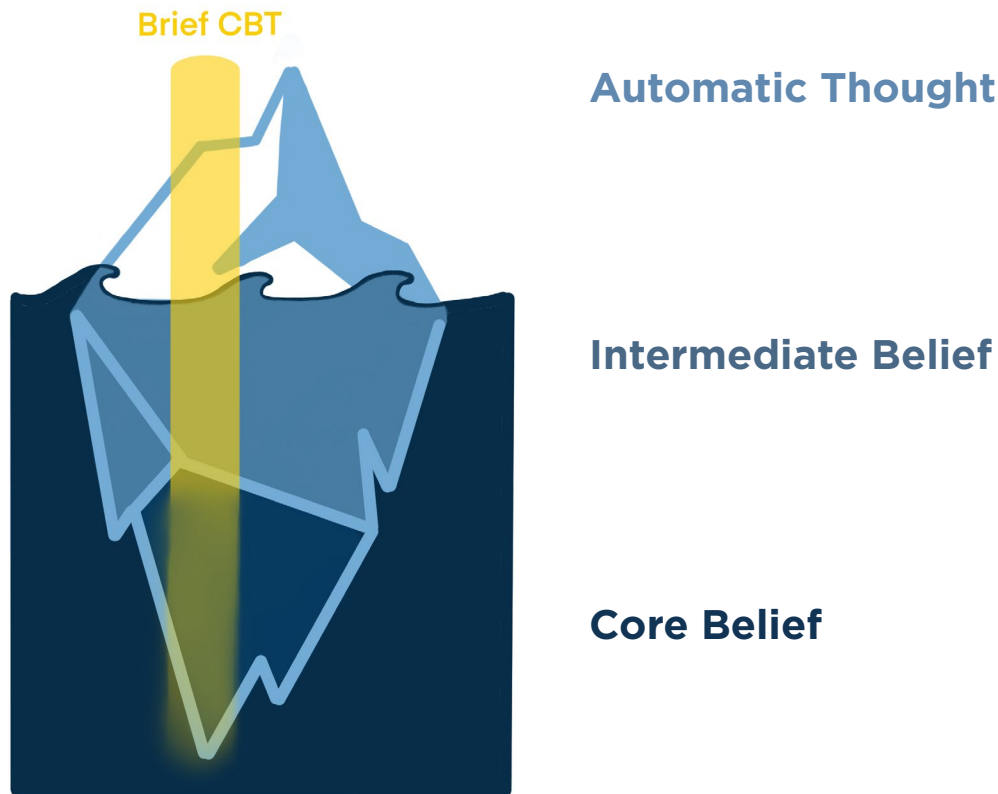 Brief CBT
Automatic Thought
Intermediate Belief
Core Belief